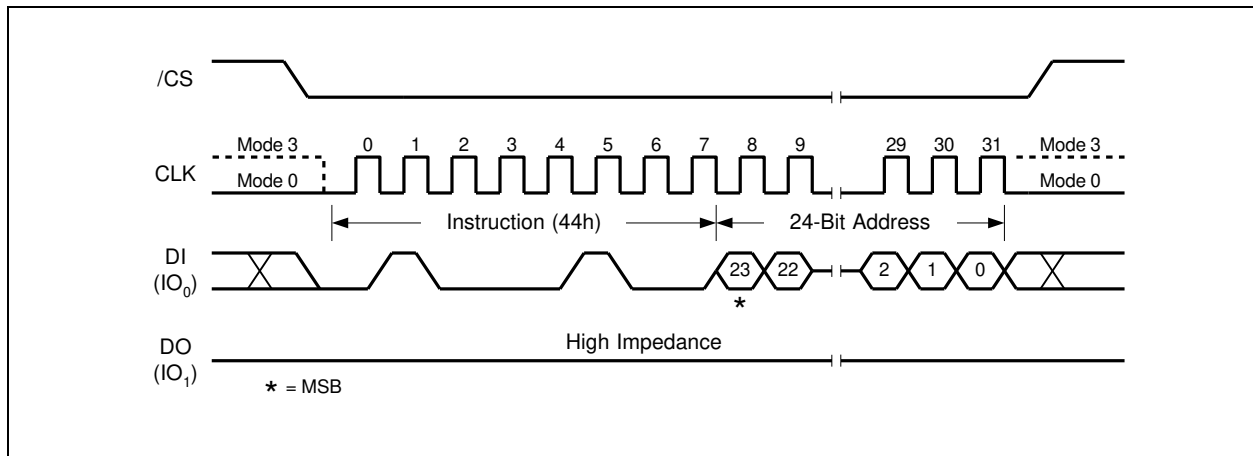 /CS
Mode 3 0 1 2 3 4 5 6 7 8 9 29 30 31 Mode 3
CLK
Mode 0 Mode 0
Instruction (44h) 24-Bit Address
DI
(IO0)
23 22 2 1 0
*
High Impedance
DO
(IO1)
* = MSB